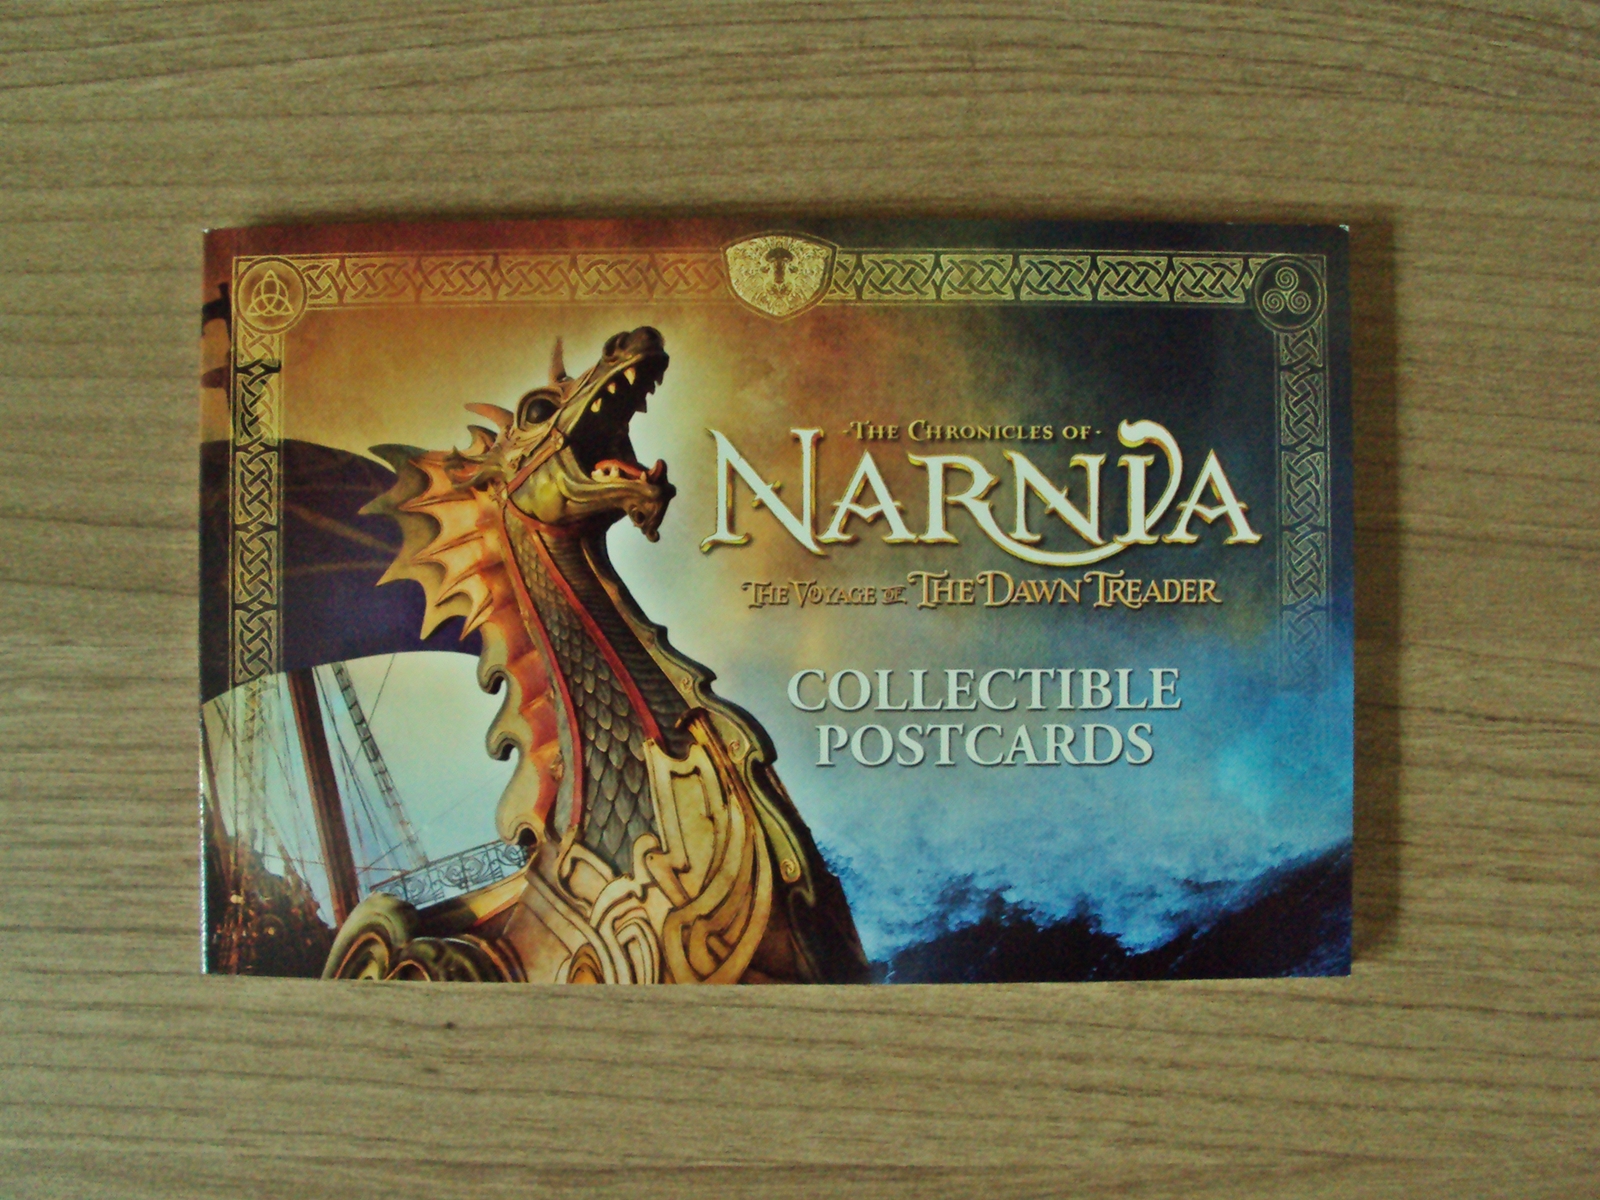 ·THE CHRONICLES OF·
NARNIA
THE VOYAGE OF THE DAWN TREADER
COLLECTIBLE
POSTCARDS